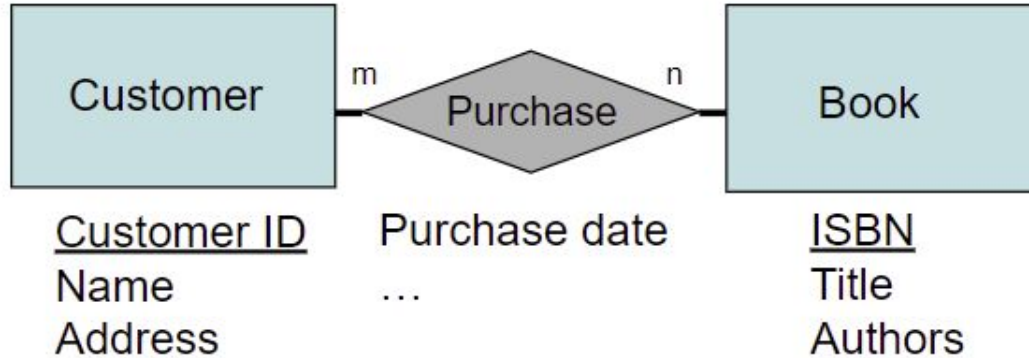 Customer
m
Purchase
n
Book
Customer ID
Name
Address
Purchase date
…
ISBN
Title
Authors